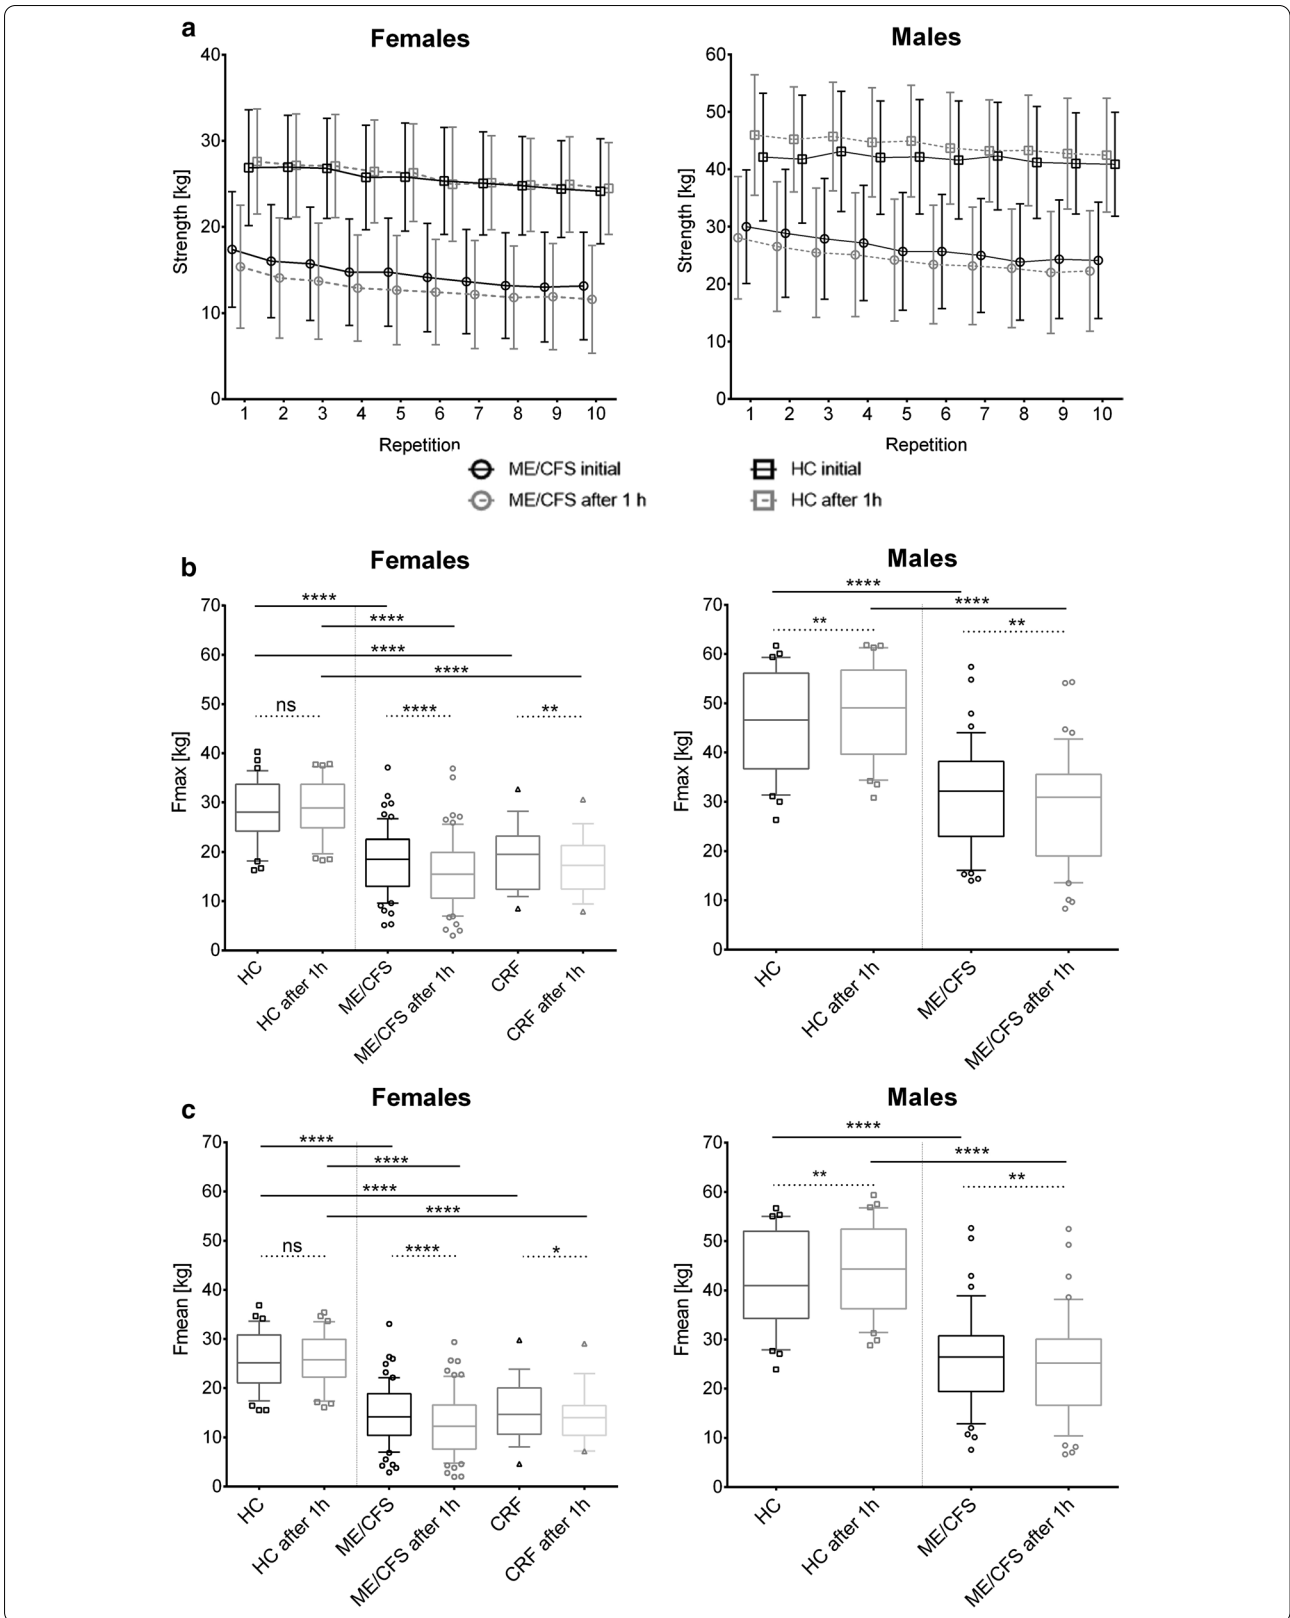 a
Females
Males
40
30
20
10
0
Strength [kg]
1 2 3 4 5 6 7 8 9 10
Repetition
60
50
40
30
20
10
0
Strength [kg]
1 2 3 4 5 6 7 8 9 10
Repetition
ME/CFS initial
HC initial
ME/CFS after 1 h
HC after 1h
b
Females
70
60
50
40
30
20
10
0
Fmax [kg]
****
****
****
****
ns
****
**
HC
HC after 1h
ME/CFS
ME/CFS after 1h
CRF
CRF after 1h
Males
70
60
50
40
30
20
10
0
Fmax [kg]
****
****
**
**
HC
HC after 1h
ME/CFS
ME/CFS after 1h
c
Females
70
60
50
40
30
20
10
0
Fmean [kg]
****
****
****
****
ns
****
*
HC
HC after 1h
ME/CFS
ME/CFS after 1h
CRF
CRF after 1h
Males
70
60
50
40
30
20
10
0
Fmean [kg]
****
****
**
**
HC
HC after 1h
ME/CFS
ME/CFS after 1h